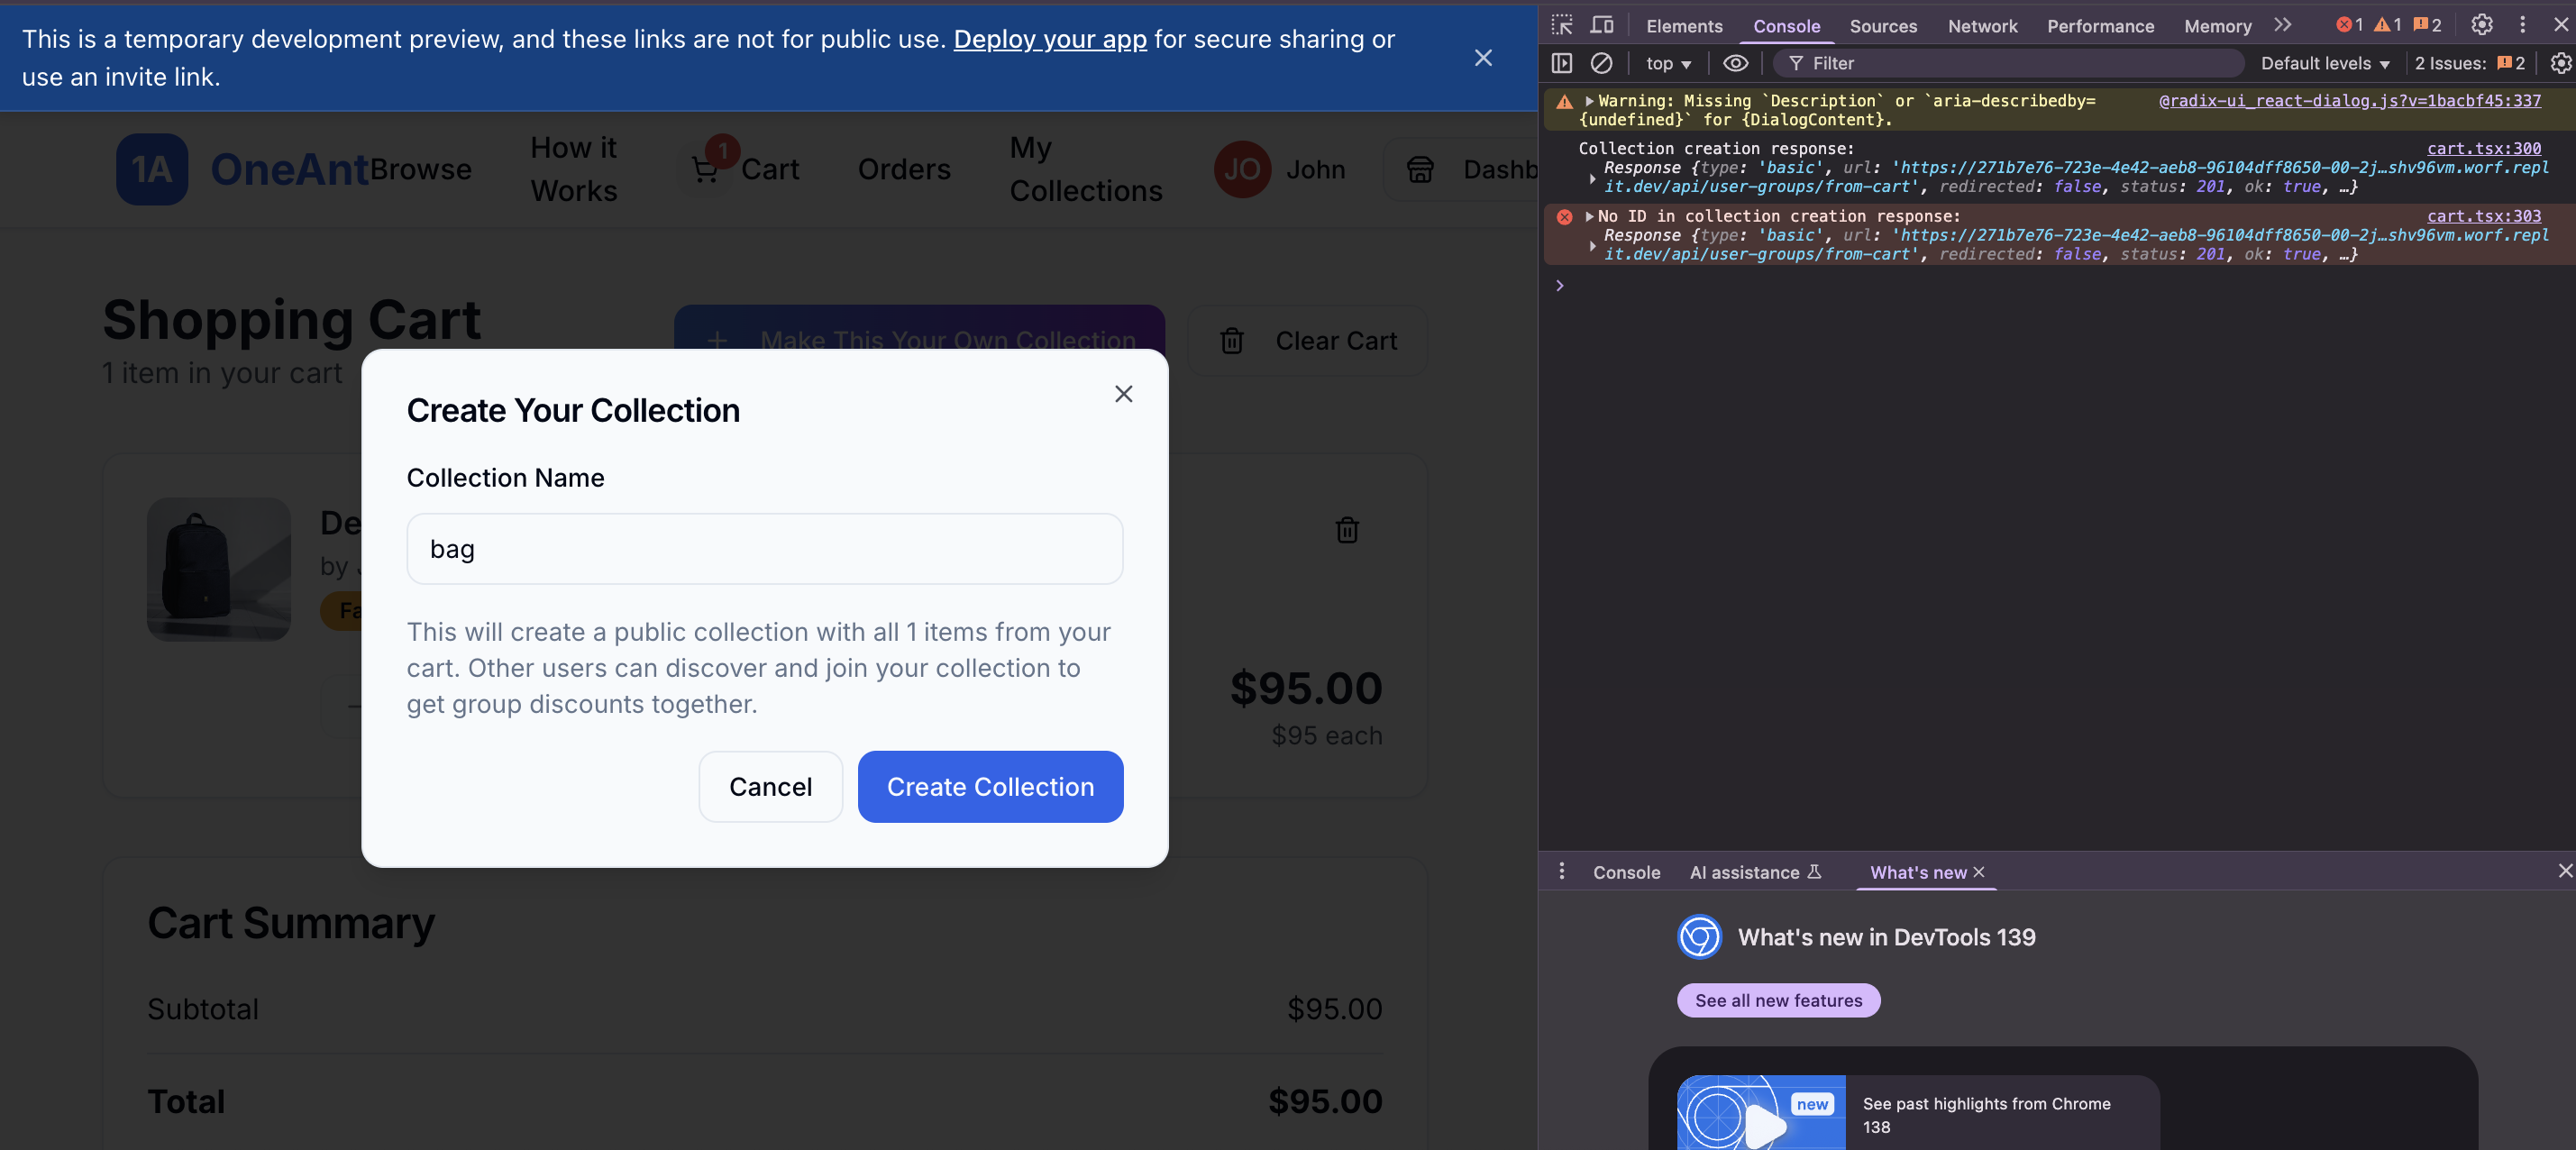 This is a temporary development preview, and these links are not for public use. Deploy your app for secure sharing or
use an invite link.
1A OneAnt
Browse
How it
Works
1
Cart
Orders
My
Collections
JO John
Dashb
Shopping Cart
1 item in your cart
Make This Your Own Collection
Clear Cart
De
by J
Fa
$95.00
$95 each
Create Your Collection
Collection Name
bag
This will create a public collection with all 1 items from your
cart. Other users can discover and join your collection to
get group discounts together.
Cancel
Create Collection
Cart Summary
Subtotal $95.00
Total $95.00
Elements Console Sources Network Performance Memory 1 1 2
top Filter Default levels 2 Issues: 2
Warning: Missing `Description` or `aria-describedby= @radix-ui_react-dialog.js?v=1bacbf45:337
{undefined}` for {DialogContent}.
Collection creation response: cart.tsx:300
Response {type: 'basic', url: 'https://271b7e76-723e-4e42-aeb8-96104dff8650-00-2j…shv96vm.worf.repl
it.dev/api/user-groups/from-cart', redirected: false, status: 201, ok: true, …}
No ID in collection creation response: cart.tsx:303
Response {type: 'basic', url: 'https://271b7e76-723e-4e42-aeb8-96104dff8650-00-2j…shv96vm.worf.repl
it.dev/api/user-groups/from-cart', redirected: false, status: 201, ok: true, …}
Console AI assistance What's new
What's new in DevTools 139
See all new features
new
See past highlights from Chrome
138